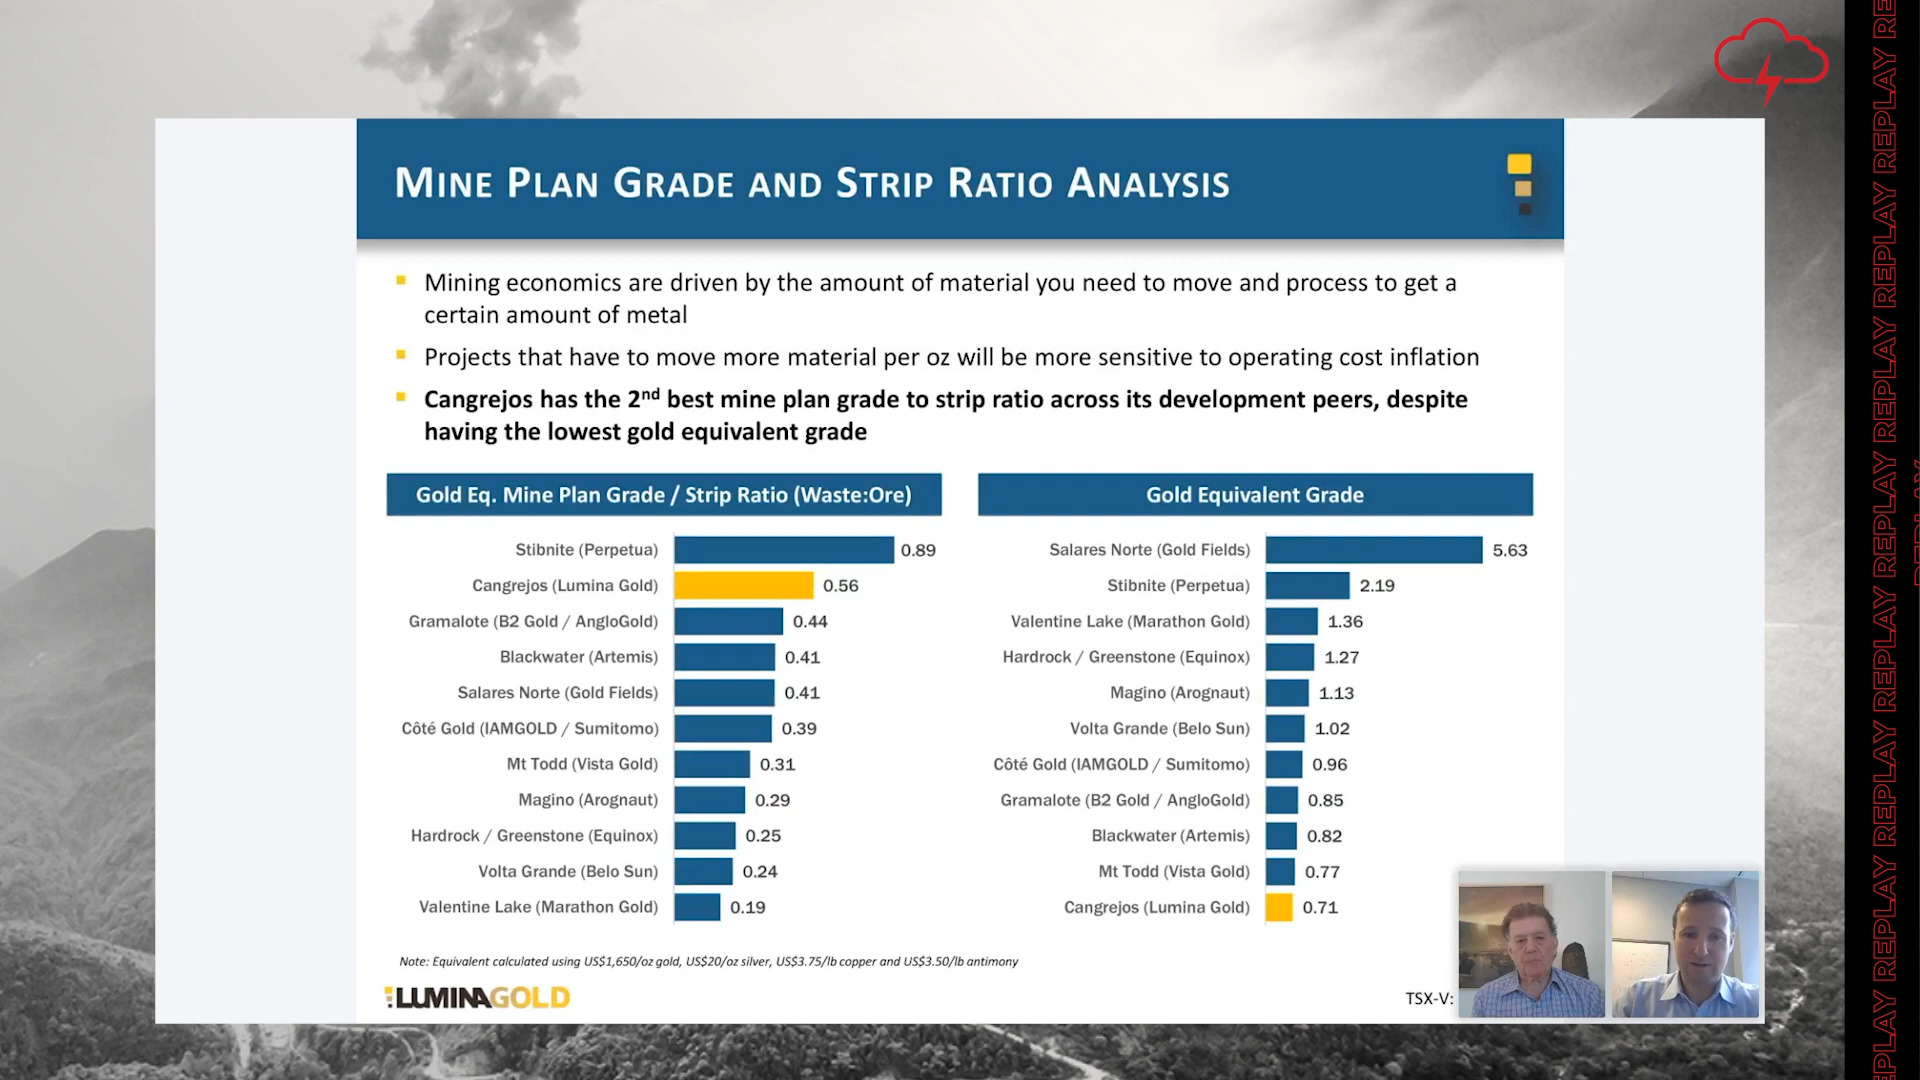 MINE PLAN GRADE AND STRIP RATIO ANALYSIS
Mining economics are driven by the amount of material you need to move and process to get a
certain amount of metal
Projects that have to move more material per oz will be more sensitive to operating cost inflation
Cangrejos has the 2nd best mine plan grade to strip ratio across its development peers, despite
having the lowest gold equivalent grade
Gold Eq. Mine Plan Grade / Strip Ratio (Waste:Ore)
Stibnite (Perpetua) 0.89
Cangrejos (Lumina Gold) 0.56
Gramalote (B2 Gold / AngloGold) 0.44
Blackwater (Artemis) 0.41
Salares Norte (Gold Fields) 0.41
Côté Gold (IAMGOLD / Sumitomo) 0.39
Mt Todd (Vista Gold) 0.31
Magino (Arognaut) 0.29
Hardrock / Greenstone (Equinox) 0.25
Volta Grande (Belo Sun) 0.24
Valentine Lake (Marathon Gold) 0.19
Gold Equivalent Grade
Salares Norte (Gold Fields) 5.63
Stibnite (Perpetua) 2.19
Valentine Lake (Marathon Gold) 1.36
Hardrock / Greenstone (Equinox) 1.27
Magino (Arognaut) 1.13
Volta Grande (Belo Sun) 1.02
Côté Gold (IAMGOLD / Sumitomo) 0.96
Gramalote (B2 Gold / AngloGold) 0.85
Blackwater (Artemis) 0.82
Mt Todd (Vista Gold) 0.77
Cangrejos (Lumina Gold) 0.71
Note: Equivalent calculated using US$1,650/oz gold, US$20/oz silver, US$3.75/lb copper and US$3.50/lb antimony
LUMINAGOLD
TSX-V:
REPLAY REPLAY REPLAY REPLAY REPLAY REPLAY REPLAY REPLAY